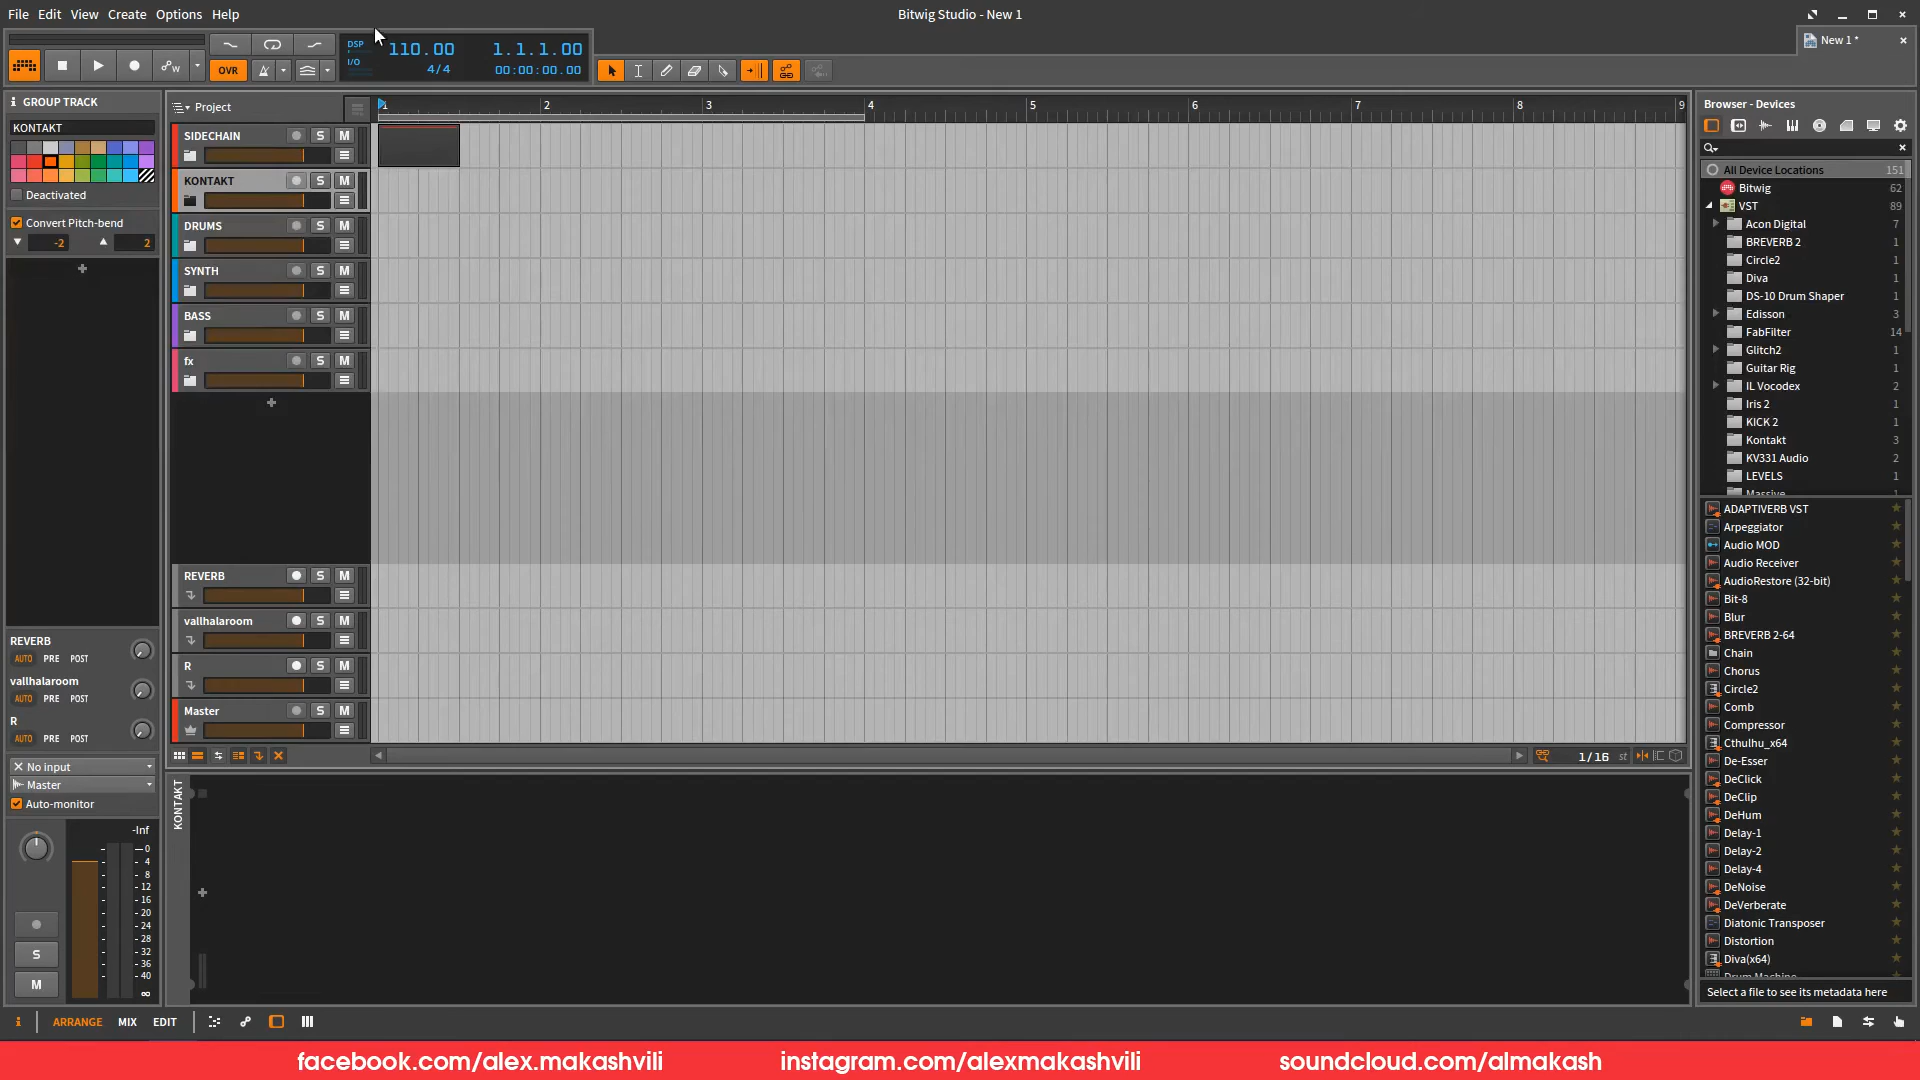 File Edit View Create Options Help
Bitwig Studio - New 1
New 1 *
DSP 110.00 1.1.1.00
I/O 4/4 00:00:00.00
OVR
GROUP TRACK
KONTAKT
Deactivated
Convert Pitch-bend
-2 2
REVERB
AUTO PRE POST
vallhalaroom
AUTO PRE POST
R
AUTO PRE POST
No input
Master
Auto-monitor
-Inf
0
4
8
12
16
20
24
28
32
36
40
∞
S
M
Project
1 2 3 4 5 6 7 8 9
SIDECHAIN S M
KONTAKT S M
DRUMS S M
SYNTH S M
BASS S M
fx S M
REVERB S M
vallhalaroom S M
R S M
Master S M
1/16 st
KONTAKT
Browser - Devices
All Device Locations 151
Bitwig 62
VST 89
Acon Digital 7
BREVERB 2 1
Circle2 1
Diva 1
DS-10 Drum Shaper 1
Edisson 3
FabFilter 14
Glitch2 1
Guitar Rig 1
IL Vocodex 2
Iris 2 1
KICK 2 1
Kontakt 3
KV331 Audio 2
LEVELS 1
Massive 1
ADAPTIVERB VST
Arpeggiator
Audio MOD
Audio Receiver
AudioRestore (32-bit)
Bit-8
Blur
BREVERB 2-64
Chain
Chorus
Circle2
Comb
Compressor
Cthulhu_x64
De-Esser
DeClick
DeClip
DeHum
Delay-1
Delay-2
Delay-4
DeNoise
DeVerberate
Diatonic Transposer
Distortion
Diva(x64)
Drum Machine
Select a file to see its metadata here
i ARRANGE MIX EDIT
facebook.com/alex.makashvili instagram.com/alexmakashvili soundcloud.com/almakash